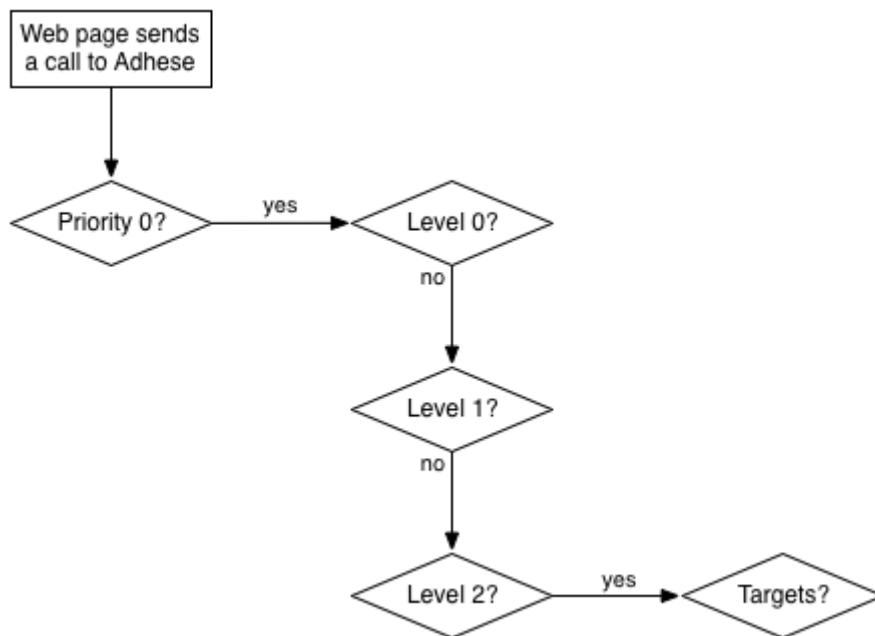 Web page sends
a call to Adhese
Priority 0?
yes
Level 0?
no
Level 1?
no
Level 2?
yes
Targets?